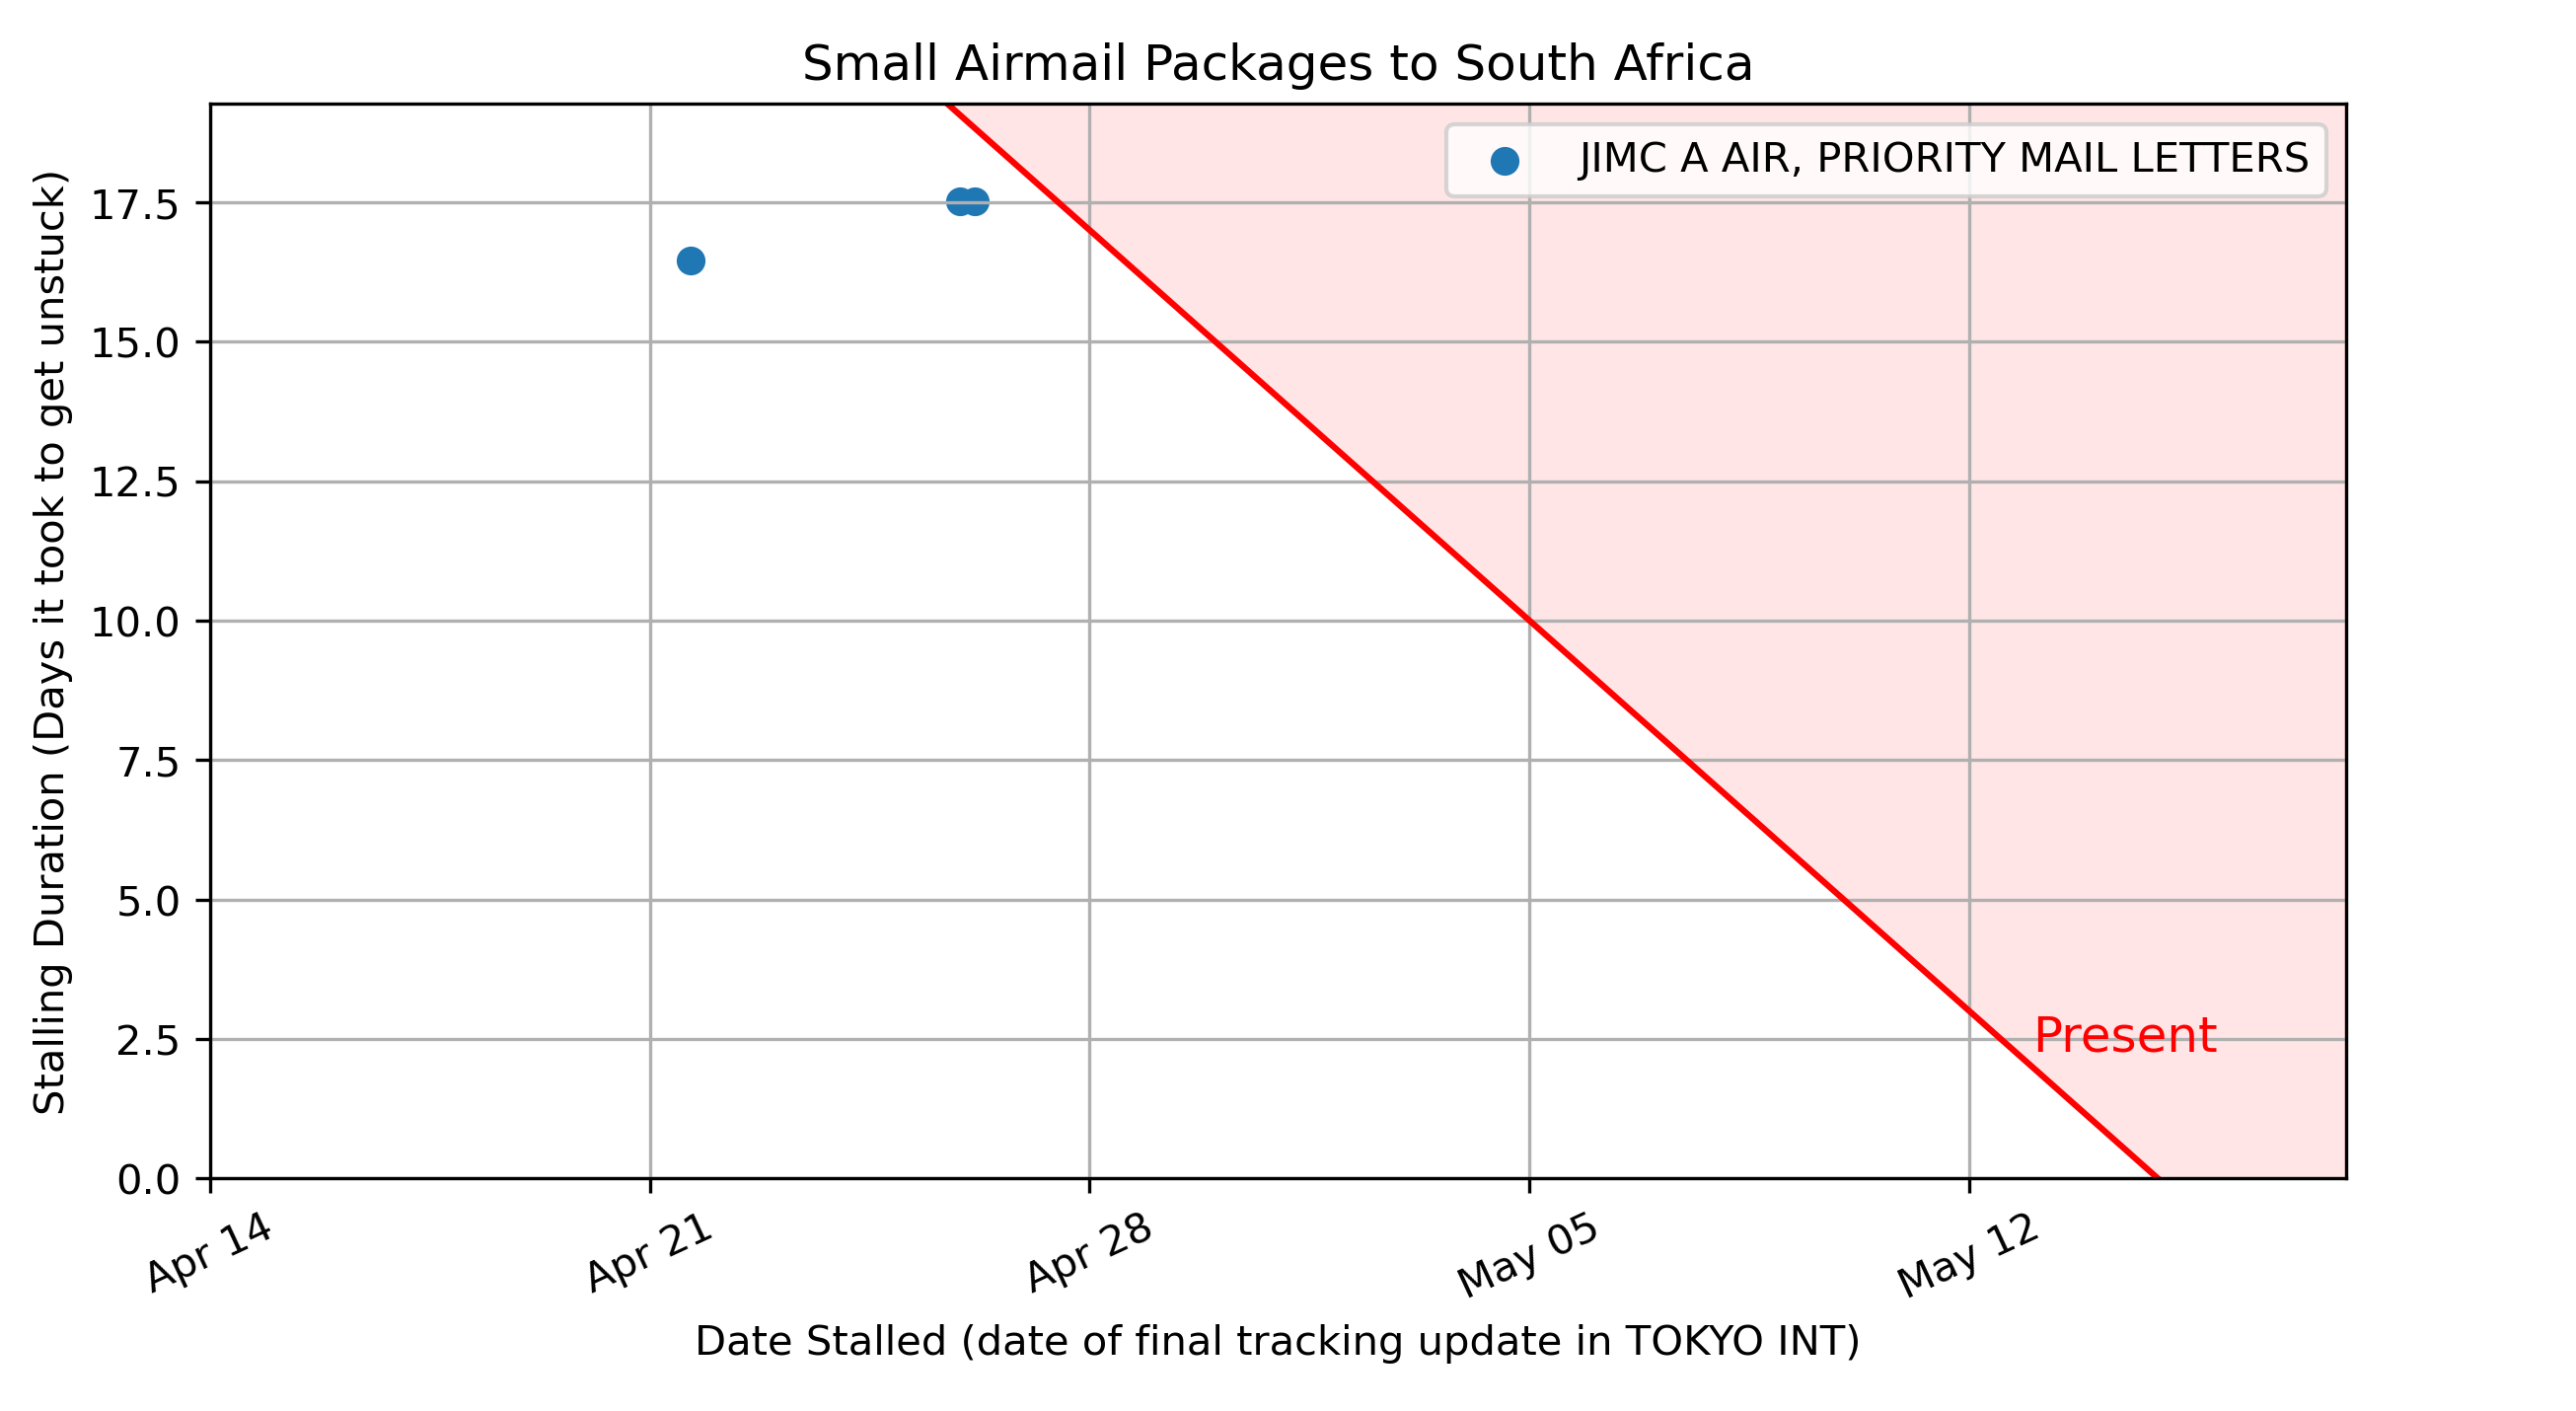 Small Airmail Packages to South Africa
JIMC A AIR, PRIORITY MAIL LETTERS
Stalling Duration (Days it took to get unstuck)
17.5
15.0
12.5
10.0
7.5
5.0
2.5
0.0
Present
Apr 14
Apr 21
Apr 28
May 05
May 12
Date Stalled (date of final tracking update in TOKYO INT)